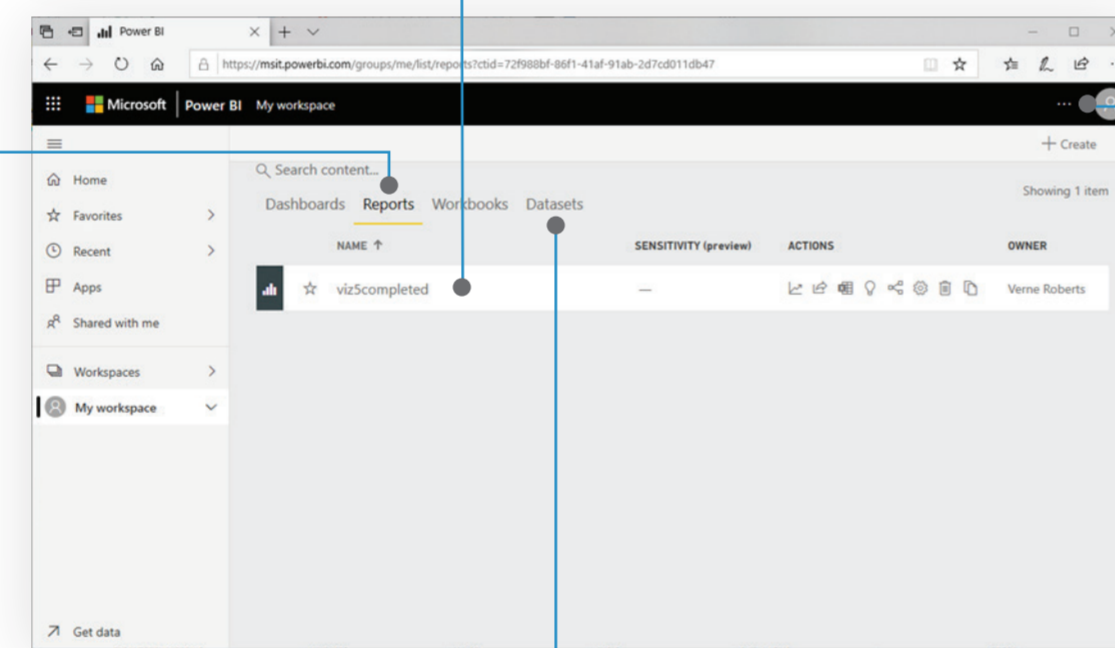 Power BI
https://msit.powerbi.com/groups/me/list/reports?ctid=72f988bf-86f1-41af-91ab-2d7cd011db47
Microsoft Power BI My workspace
Create
Home
Favorites
Recent
Apps
Shared with me
Workspaces
My workspace
Get data
Search content...
Showing 1 item
Dashboards Reports Workbooks Datasets
NAME SENSITIVITY (preview) ACTIONS OWNER
viz5completed — Verne Roberts